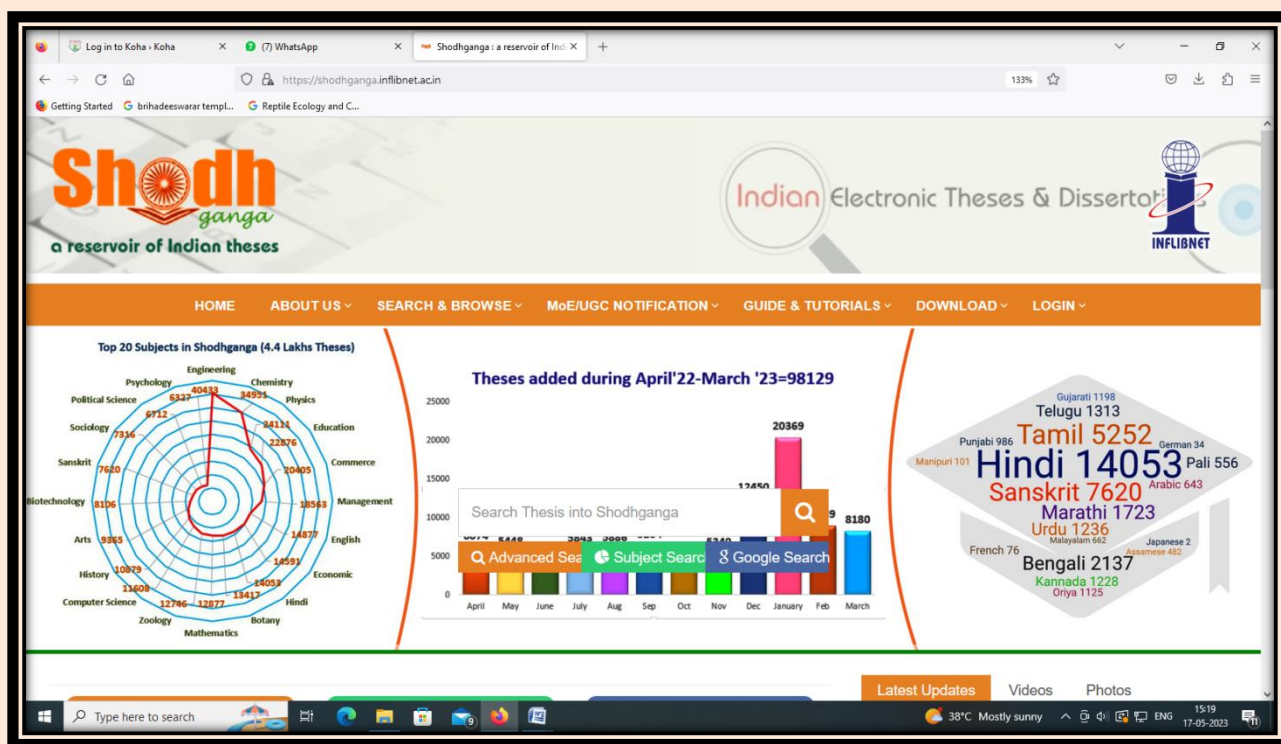 Log in to Koha › Koha
(7) WhatsApp
Shodhganga : a reservoir of Ind
https://shodhganga.inflibnet.ac.in
133%
Getting Started
brihadeeswarar templ...
Reptile Ecology and C...
Shodh
ganga
a reservoir of Indian theses
Indian Electronic Theses &
INFLIBNET
HOME
ABOUT US
SEARCH & BROWSE
MoE/UGC NOTIFICATION
GUIDE & TUTORIALS
DOWNLOAD
LOGIN
Top 20 Subjects in Shodhganga (4.4 Lakhs Theses)
Engineering
40433
Chemistry
34951
Physics
24111
Education
22876
Commerce
20405
Management
18563
English
14877
Economic
14591
Hindi
14053
Botany
13417
Mathematics
12877
Zoology
12746
Computer Science
11608
History
10879
Arts
9365
Biotechnology
8106
Sanskrit
7620
Sociology
7316
Political Science
6712
Psychology
6327
Theses added during April'22-March '23=98129
25000
20000
15000
10000
5000
0
20369
12450
8180
Search Thesis into Shodhganga
Advanced Sea
Subject Searc
Google Search
April May June July Aug Sep Oct Nov Dec January Feb March
Gujarati 1198
Telugu 1313
Punjabi 986
Tamil 5252
German 34
Manipuri 101
Hindi 14053
Pali 556
Sanskrit 7620
Arabic 643
Marathi 1723
Urdu 1236
Malayalam 662
Japanese 2
French 76
Assamese 482
Bengali 2137
Kannada 1228
Oriya 1125
Latest Updates
Videos
Photos
Type here to search
38°C Mostly sunny
ENG
15:19
17-05-2023